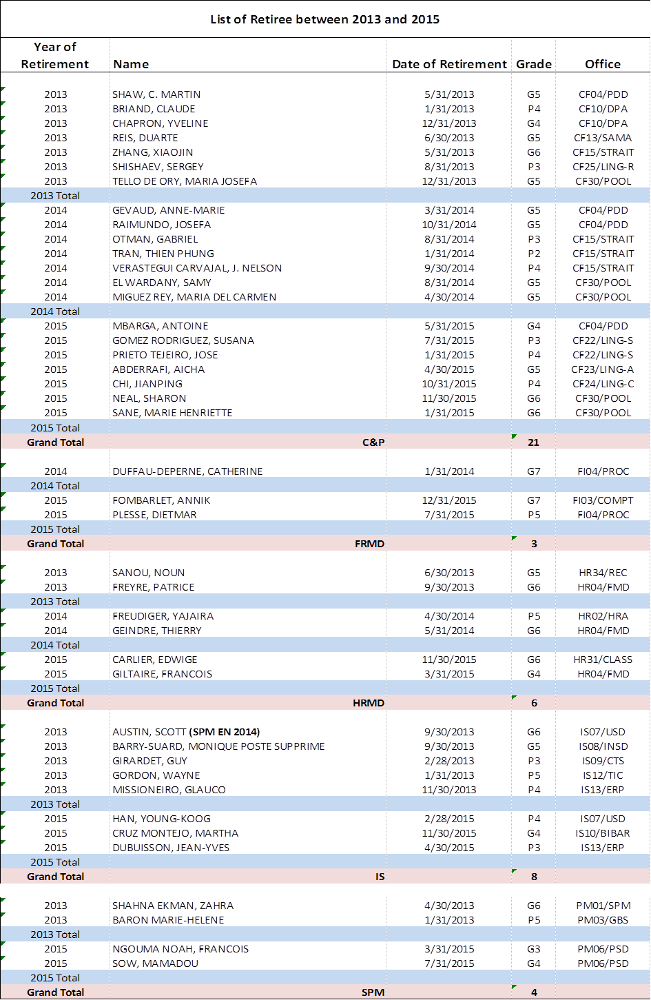 List of Retiree between 2013 and 2015
Year of Retirement Name Date of Retirement Grade Office
2013 SHAW, C. MARTIN 5/31/2013 G5 CF04/PDD
2013 BRIAND, CLAUDE 1/31/2013 P4 CF10/DPA
2013 CHAPRON, YVELINE 12/31/2013 G4 CF10/DPA
2013 REIS, DUARTE 6/30/2013 G5 CF13/SAMA
2013 ZHANG, XIAOJIN 5/31/2013 G6 CF15/STRAIT
2013 SHISHAEV, SERGEY 8/31/2013 P3 CF25/LING-R
2013 TELLO DE ORY, MARIA JOSEFA 12/31/2013 G5 CF30/POOL
2013 Total
2014 GEVAUD, ANNE-MARIE 3/31/2014 G5 CF04/PDD
2014 RAIMUNDO, JOSEFA 10/31/2014 G5 CF04/PDD
2014 OTMAN, GABRIEL 8/31/2014 P3 CF15/STRAIT
2014 TRAN, THIEN PHUNG 1/31/2014 P2 CF15/STRAIT
2014 VERASTEGUI CARVAJAL, J. NELSON 9/30/2014 P4 CF15/STRAIT
2014 EL WARDANY, SAMY 8/31/2014 G5 CF30/POOL
2014 MIGUEZ REY, MARIA DEL CARMEN 4/30/2014 G5 CF30/POOL
2014 Total
2015 MBARGA, ANTOINE 5/31/2015 G4 CF04/PDD
2015 GOMEZ RODRIGUEZ, SUSANA 7/31/2015 P3 CF22/LING-S
2015 PRIETO TEJEIRO, JOSE 1/31/2015 P4 CF22/LING-S
2015 ABDERRAFI, AICHA 4/30/2015 G5 CF23/LING-A
2015 CHI, JIANPING 10/31/2015 P4 CF24/LING-C
2015 NEAL, SHARON 11/30/2015 G6 CF30/POOL
2015 SANE, MARIE HENRIETTE 1/31/2015 G6 CF30/POOL
2015 Total
Grand Total C&P 21
2014 DUFFAU-DEPERNE, CATHERINE 1/31/2014 G7 FI04/PROC
2014 Total
2015 FOMBARLET, ANNIK 12/31/2015 G7 FI03/COMPT
2015 PLESSE, DIETMAR 7/31/2015 P5 FI04/PROC
2015 Total
Grand Total FRMD 3
2013 SANOU, NOUN 6/30/2013 G5 HR34/REC
2013 FREYRE, PATRICE 9/30/2013 G6 HR04/FMD
2013 Total
2014 FREUDIGER, YAJAIRA 4/30/2014 P5 HR02/HRA
2014 GEINDRE, THIERRY 5/31/2014 G6 HR04/FMD
2014 Total
2015 CARLIER, EDWIGE 11/30/2015 G6 HR31/CLASS
2015 GILTAIRE, FRANCOIS 3/31/2015 G4 HR04/FMD
2015 Total
Grand Total HRMD 6
2013 AUSTIN, SCOTT (SPM EN 2014) 9/30/2013 G6 IS07/USD
2013 BARRY-SUARD, MONIQUE POSTE SUPPRIME 9/30/2013 G5 IS08/INSD
2013 GIRARDET, GUY 2/28/2013 P3 IS09/CTS
2013 GORDON, WAYNE 1/31/2013 P5 IS12/TIC
2013 MISSIONEIRO, GLAUCO 11/30/2013 P4 IS13/ERP
2013 Total
2015 HAN, YOUNG-KOOG 2/28/2015 P4 IS07/USD
2015 CRUZ MONTEJO, MARTHA 11/30/2015 G4 IS10/BIBAR
2015 DUBUISSON, JEAN-YVES 4/30/2015 P3 IS13/ERP
2015 Total
Grand Total IS 8
2013 SHAHNA EKMAN, ZAHRA 4/30/2013 G6 PM01/SPM
2013 BARON MARIE-HELENE 1/31/2013 P5 PM03/GBS
2013 Total
2015 NGOUMA NOAH, FRANCOIS 3/31/2015 G3 PM06/PSD
2015 SOW, MAMADOU 7/31/2015 G4 PM06/PSD
2015 Total
Grand Total SPM 4